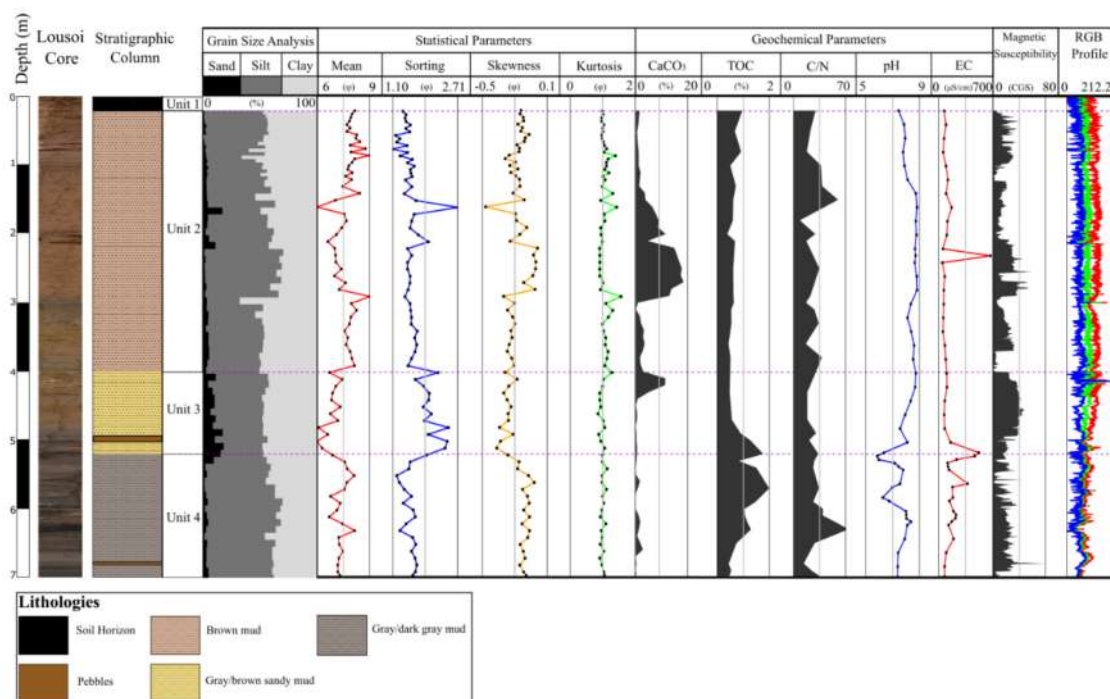 Depth (m)
Lousoi Core
Stratigraphic Column
Grain Size Analysis
Sand Silt Clay
0 (%) 100
Statistical Parameters
Mean Sorting Skewness Kurtosis
6 (φ) 9 1.10 (φ) 2.71 -0.5 (φ) 0.1 0 (φ) 2
Geochemical Parameters
CaCO₃ TOC C/N pH EC
0 (%) 20 0 (%) 2 0 70 5 9 0 (μS/cm) 700
Magnetic Susceptibility
0 (CGS) 80
RGB Profile
0 212.2
0
1
2
3
4
5
6
7
Unit 1
Unit 2
Unit 3
Unit 4
Lithologies
Soil Horizon
Brown mud
Gray/dark gray mud
Pebbles
Gray/brown sandy mud